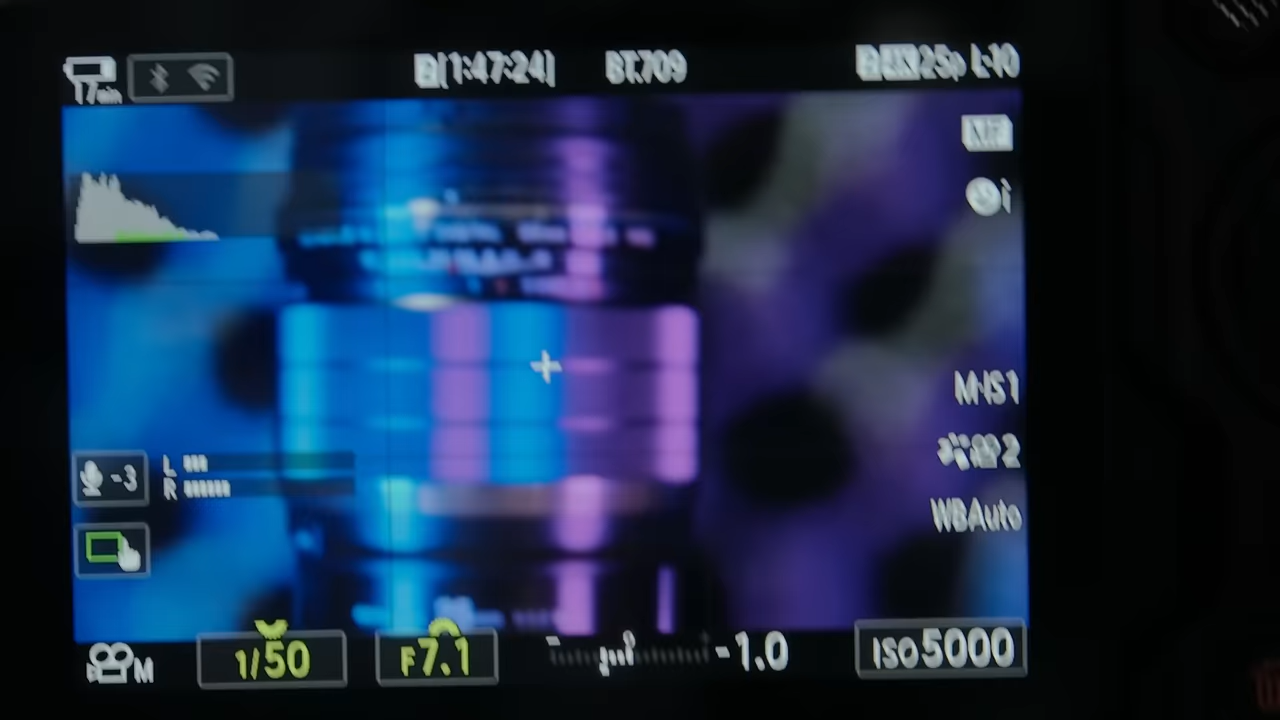 17min
[1:47:24]
BT.709
25p L-10
MF
i
M-IS1
2
WBAuto
-3
L
R
M
1/50
F7.1
-1.0
ISO5000